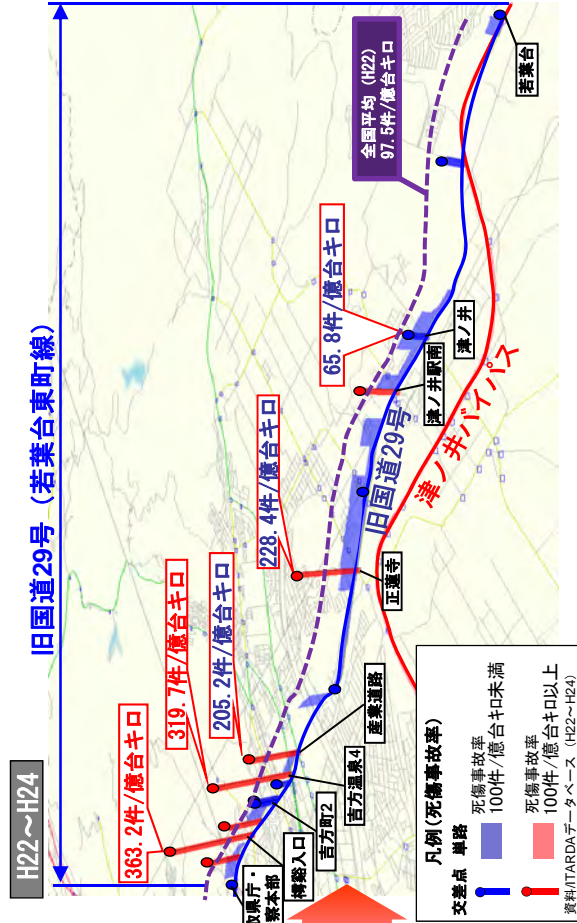 H22～H24
旧国道29号（若葉台東町線）
363.2件/億台キロ
319.7件/億台キロ
205.2件/億台キロ
228.4件/億台キロ
65.8件/億台キロ
全国平均（H22）
97.5件/億台キロ
県庁・
察本部
樗谿入口
吉方町2
吉方温泉4
産業道路
正蓮寺
津ノ井駅南
津ノ井
若葉台
旧国道29号
津ノ井バイパス
凡例(死傷事故率)
交差点 単路
死傷事故率
100件/億台キロ未満
死傷事故率
100件/億台キロ以上
資料/ITARDAデータベース（H22～H24）